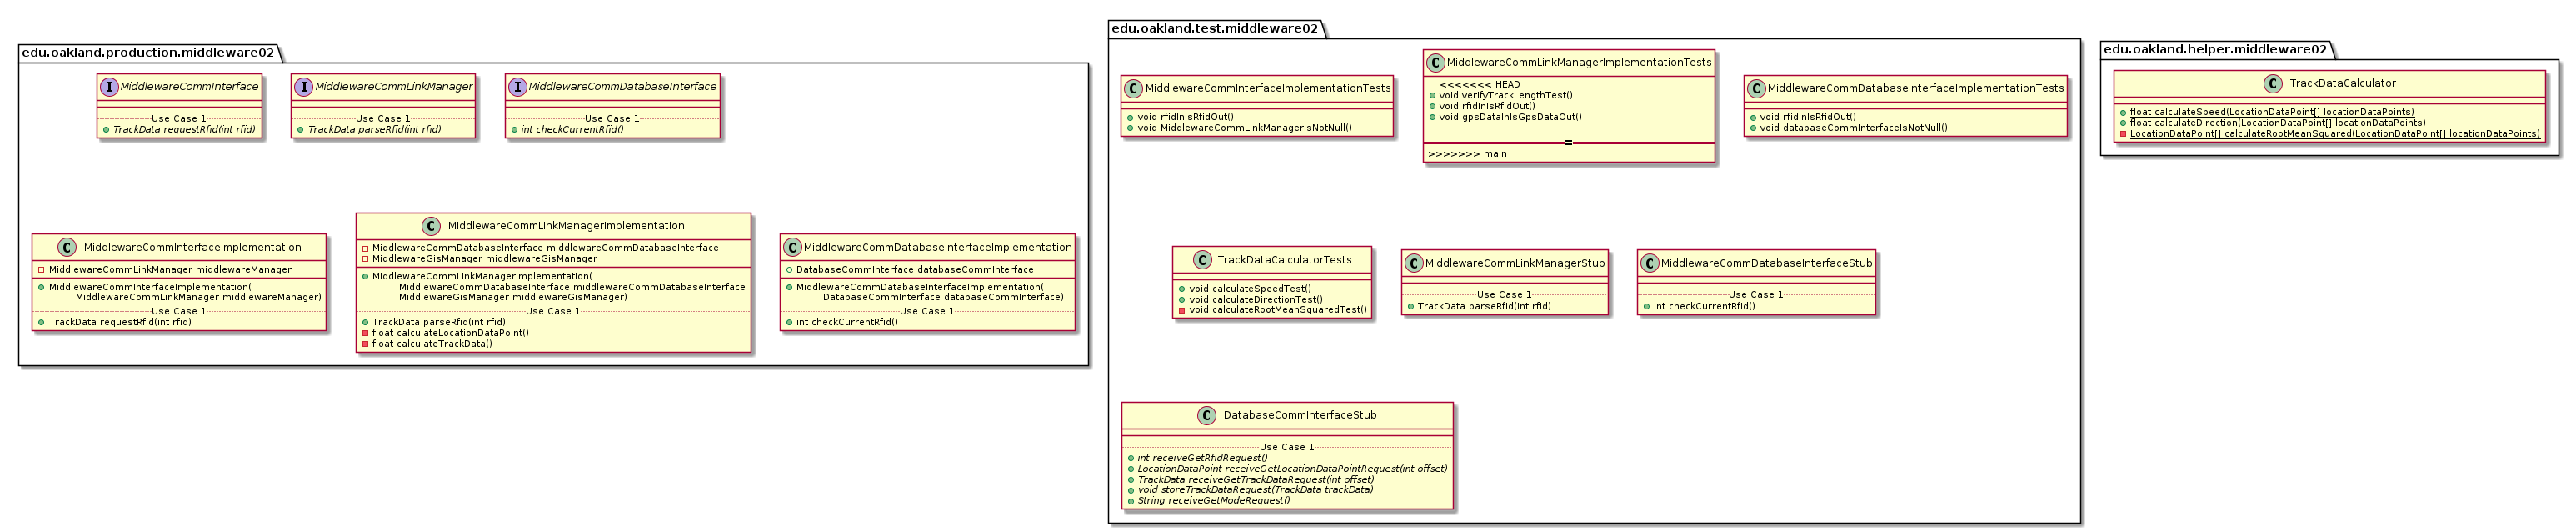 edu.oakland.production.middleware02
I MiddlewareCommInterface
Use Case 1
TrackData requestRfid(int rfid)
I MiddlewareCommLinkManager
Use Case 1
TrackData parseRfid(int rfid)
I MiddlewareCommDatabaseInterface
Use Case 1
int checkCurrentRfid()
C MiddlewareCommInterfaceImplementation
MiddlewareCommLinkManager middlewareManager
MiddlewareCommInterfaceImplementation(
MiddlewareCommLinkManager middlewareManager)
Use Case 1
TrackData requestRfid(int rfid)
C MiddlewareCommLinkManagerImplementation
MiddlewareCommDatabaseInterface middlewareCommDatabaseInterface
MiddlewareGisManager middlewareGisManager
MiddlewareCommLinkManagerImplementation(
MiddlewareCommDatabaseInterface middlewareCommDatabaseInterface
MiddlewareGisManager middlewareGisManager)
Use Case 1
TrackData parseRfid(int rfid)
float calculateLocationDataPoint()
float calculateTrackData()
C MiddlewareCommDatabaseInterfaceImplementation
DatabaseCommInterface databaseCommInterface
MiddlewareCommDatabaseInterfaceImplementation(
DatabaseCommInterface databaseCommInterface)
Use Case 1
int checkCurrentRfid()
edu.oakland.test.middleware02
C MiddlewareCommInterfaceImplementationTests
void rfidInIsRfidOut()
void MiddlewareCommLinkManagerIsNotNull()
C MiddlewareCommLinkManagerImplementationTests
<<<<<<< HEAD
void verifyTrackLengthTest()
void rfidInIsRfidOut()
void gpsDataInIsGpsDataOut()
=
>>>>>>> main
C MiddlewareCommDatabaseInterfaceImplementationTests
void rfidInIsRfidOut()
void databaseCommInterfaceIsNotNull()
C TrackDataCalculatorTests
void calculateSpeedTest()
void calculateDirectionTest()
void calculateRootMeanSquaredTest()
C MiddlewareCommLinkManagerStub
Use Case 1
TrackData parseRfid(int rfid)
C MiddlewareCommDatabaseInterfaceStub
Use Case 1
int checkCurrentRfid()
C DatabaseCommInterfaceStub
Use Case 1
int receiveGetRfidRequest()
LocationDataPoint receiveGetLocationDataPointRequest(int offset)
TrackData receiveGetTrackDataRequest(int offset)
void storeTrackDataRequest(TrackData trackData)
String receiveGetModeRequest()
edu.oakland.helper.middleware02
C TrackDataCalculator
float calculateSpeed(LocationDataPoint[] locationDataPoints)
float calculateDirection(LocationDataPoint[] locationDataPoints)
LocationDataPoint[] calculateRootMeanSquared(LocationDataPoint[] locationDataPoints)